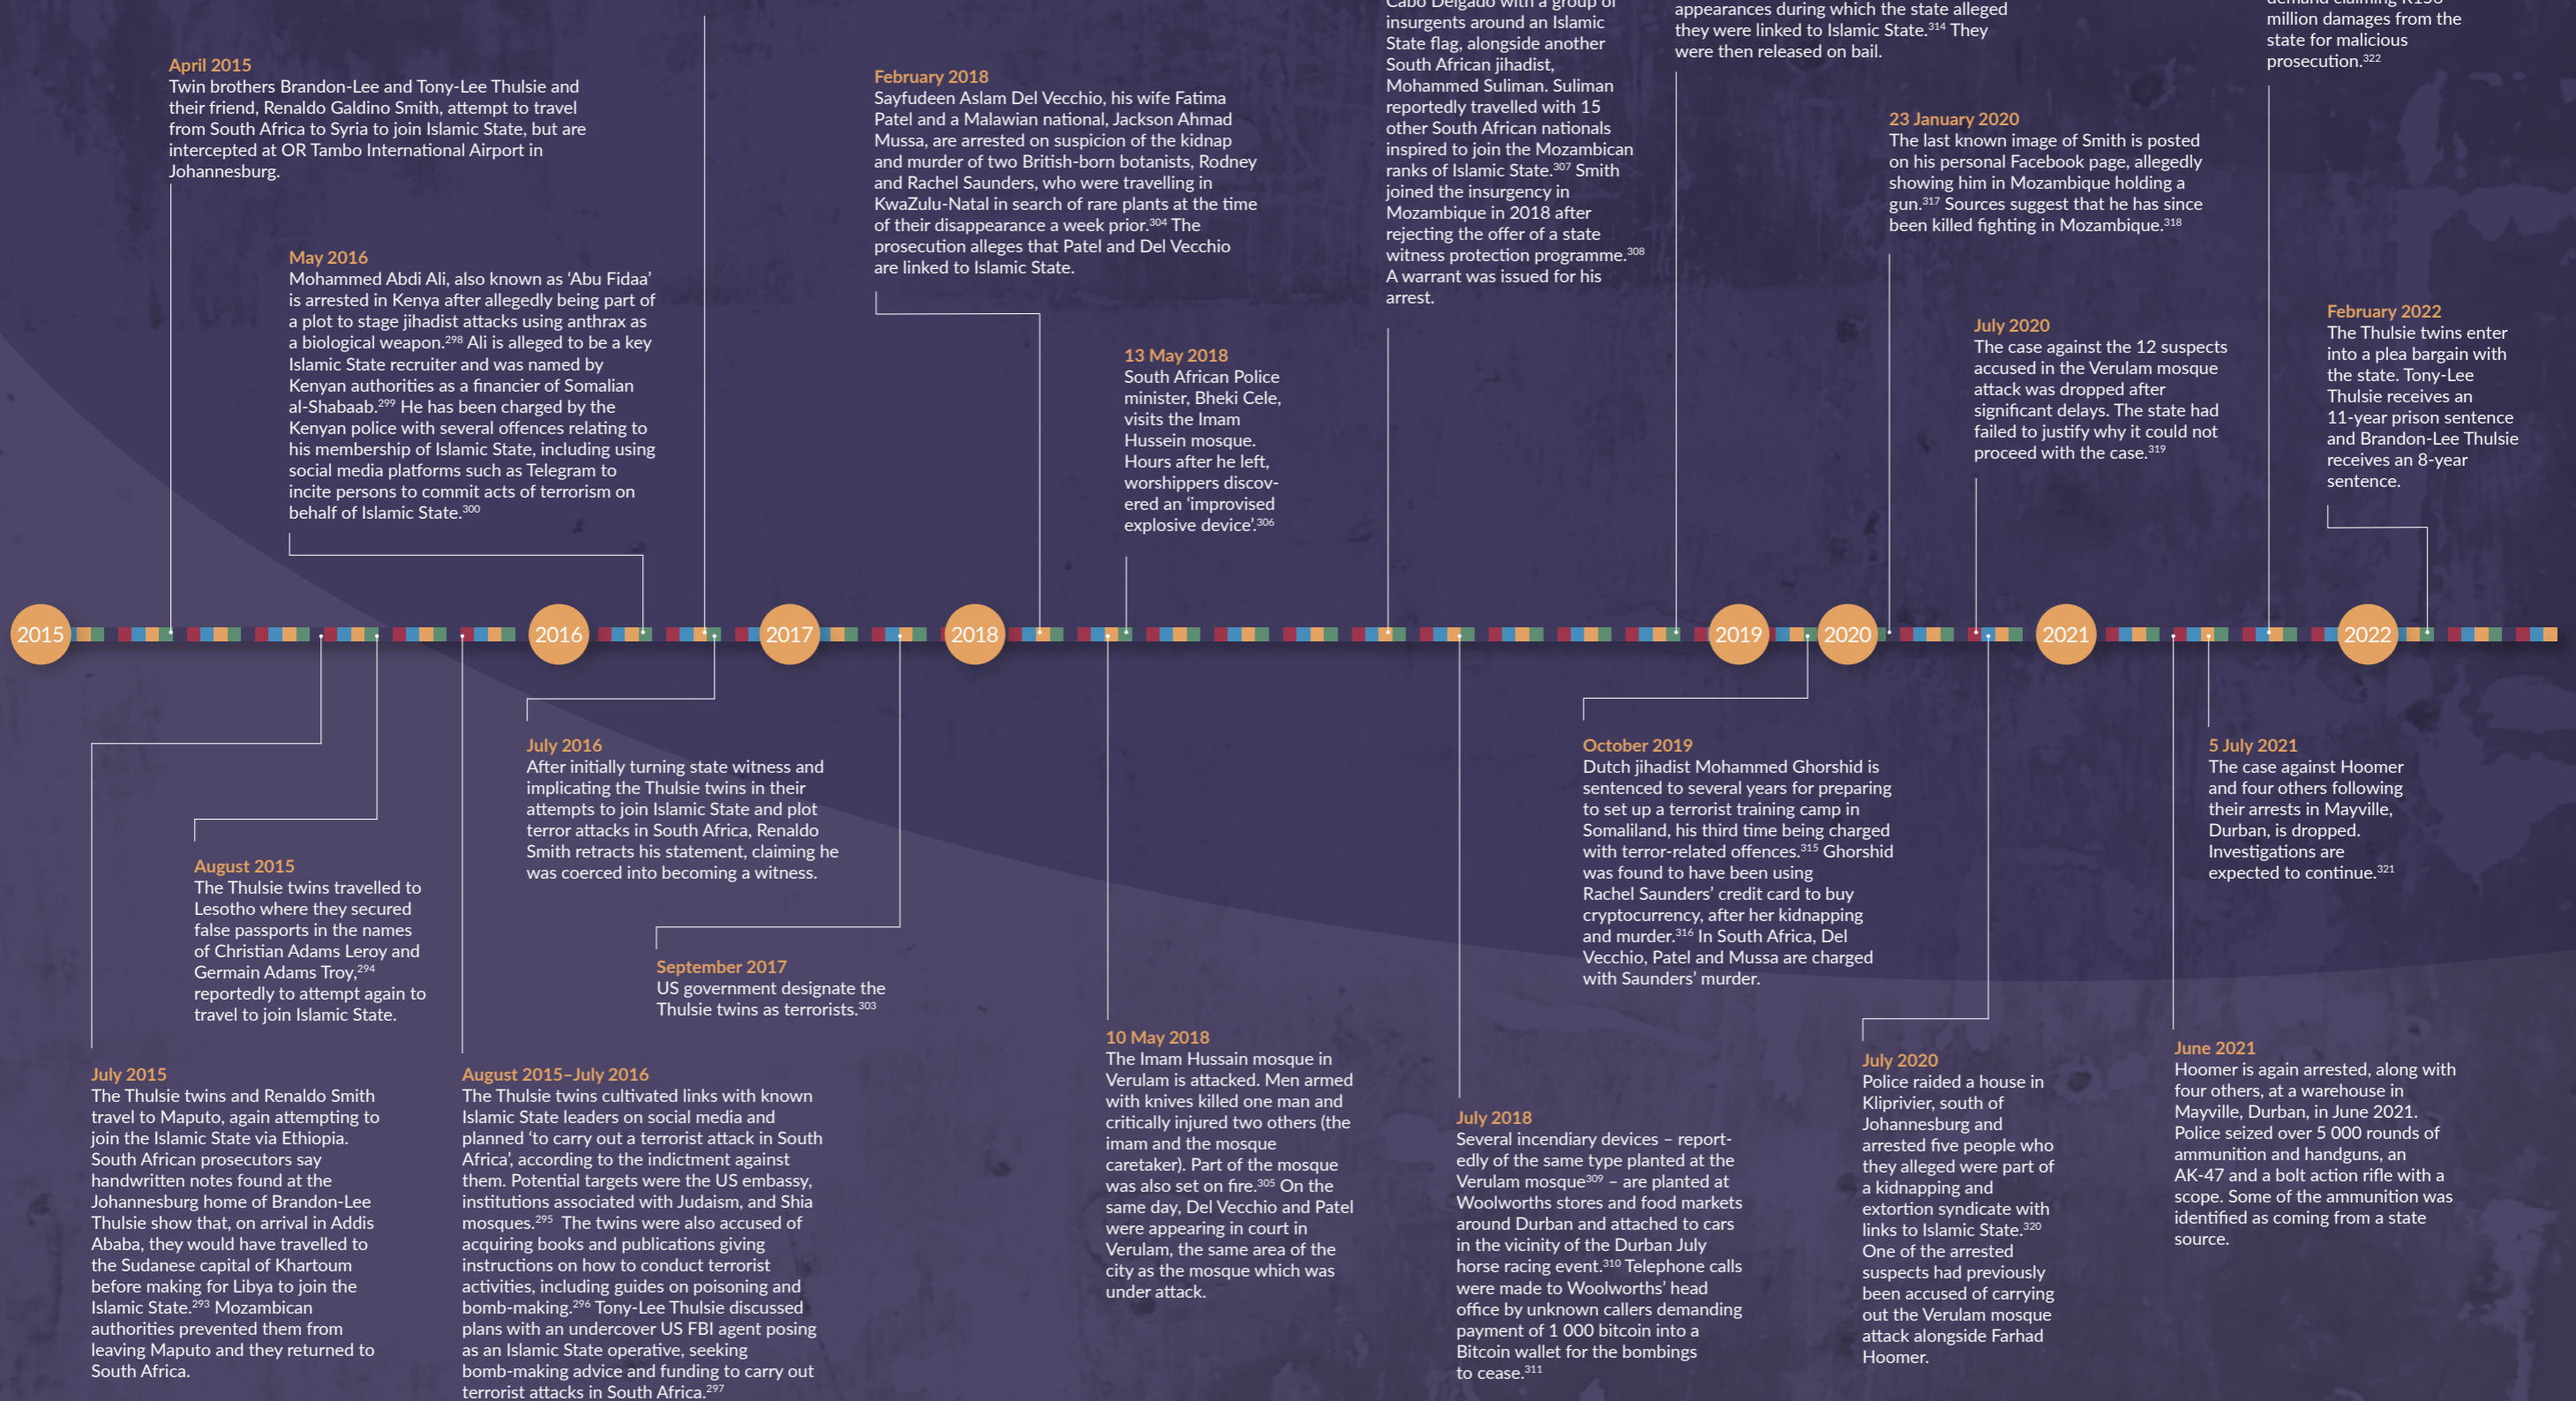 April 2015
Twin brothers Brandon-Lee and Tony-Lee Thulsie and
their friend, Renaldo Galdino Smith, attempt to travel
from South Africa to Syria to join Islamic State, but are
intercepted at OR Tambo International Airport in
Johannesburg.
May 2016
Mohammed Abdi Ali, also known as ‘Abu Fidaa’
is arrested in Kenya after allegedly being part of
a plot to stage jihadist attacks using anthrax as
a biological weapon.298 Ali is alleged to be a key
Islamic State recruiter and was named by
Kenyan authorities as a financier of Somalian
al-Shabaab.299 He has been charged by the
Kenyan police with several offences relating to
his membership of Islamic State, including using
social media platforms such as Telegram to
incite persons to commit acts of terrorism on
behalf of Islamic State.300
February 2018
Sayfudeen Aslam Del Vecchio, his wife Fatima
Patel and a Malawian national, Jackson Ahmad
Mussa, are arrested on suspicion of the kidnap
and murder of two British-born botanists, Rodney
and Rachel Saunders, who were travelling in
KwaZulu-Natal in search of rare plants at the time
of their disappearance a week prior.304 The
prosecution alleges that Patel and Del Vecchio
are linked to Islamic State.
13 May 2018
South African Police
minister, Bheki Cele,
visits the Imam
Hussein mosque.
Hours after he left,
worshippers discov-
ered an ‘improvised
explosive device’.306
Cabo Delgado with a group of
insurgents around an Islamic
State flag, alongside another
South African jihadist,
Mohammed Suliman. Suliman
reportedly travelled with 15
other South African nationals
inspired to join the Mozambican
ranks of Islamic State.307 Smith
joined the insurgency in
Mozambique in 2018 after
rejecting the offer of a state
witness protection programme.308
A warrant was issued for his
arrest.
appearances during which the state alleged
they were linked to Islamic State.314 They
were then released on bail.
23 January 2020
The last known image of Smith is posted
on his personal Facebook page, allegedly
showing him in Mozambique holding a
gun.317 Sources suggest that he has since
been killed fighting in Mozambique.318
July 2020
The case against the 12 suspects
accused in the Verulam mosque
attack was dropped after
significant delays. The state had
failed to justify why it could not
proceed with the case.319
demand claiming R130
million damages from the
state for malicious
prosecution.322
February 2022
The Thulsie twins enter
into a plea bargain with
the state. Tony-Lee
Thulsie receives an
11-year prison sentence
and Brandon-Lee Thulsie
receives an 8-year
sentence.
2015
2016
2017
2018
2019
2020
2021
2022
July 2015
The Thulsie twins and Renaldo Smith
travel to Maputo, again attempting to
join the Islamic State via Ethiopia.
South African prosecutors say
handwritten notes found at the
Johannesburg home of Brandon-Lee
Thulsie show that, on arrival in Addis
Ababa, they would have travelled to
the Sudanese capital of Khartoum
before making for Libya to join the
Islamic State.293 Mozambican
authorities prevented them from
leaving Maputo and they returned to
South Africa.
August 2015
The Thulsie twins travelled to
Lesotho where they secured
false passports in the names
of Christian Adams Leroy and
Germain Adams Troy,294
reportedly to attempt again to
travel to join Islamic State.
August 2015–July 2016
The Thulsie twins cultivated links with known
Islamic State leaders on social media and
planned ‘to carry out a terrorist attack in South
Africa’, according to the indictment against
them. Potential targets were the US embassy,
institutions associated with Judaism, and Shia
mosques.295 The twins were also accused of
acquiring books and publications giving
instructions on how to conduct terrorist
activities, including guides on poisoning and
bomb-making.296 Tony-Lee Thulsie discussed
plans with an undercover US FBI agent posing
as an Islamic State operative, seeking
bomb-making advice and funding to carry out
terrorist attacks in South Africa.297
July 2016
After initially turning state witness and
implicating the Thulsie twins in their
attempts to join Islamic State and plot
terror attacks in South Africa, Renaldo
Smith retracts his statement, claiming he
was coerced into becoming a witness.
September 2017
US government designate the
Thulsie twins as terrorists.303
10 May 2018
The Imam Hussain mosque in
Verulam is attacked. Men armed
with knives killed one man and
critically injured two others (the
imam and the mosque
caretaker). Part of the mosque
was also set on fire.305 On the
same day, Del Vecchio and Patel
were appearing in court in
Verulam, the same area of the
city as the mosque which was
under attack.
July 2018
Several incendiary devices – report-
edly of the same type planted at the
Verulam mosque309 – are planted at
Woolworths stores and food markets
around Durban and attached to cars
in the vicinity of the Durban July
horse racing event.310 Telephone calls
were made to Woolworths’ head
office by unknown callers demanding
payment of 1 000 bitcoin into a
Bitcoin wallet for the bombings
to cease.311
October 2019
Dutch jihadist Mohammed Ghorshid is
sentenced to several years for preparing
to set up a terrorist training camp in
Somaliland, his third time being charged
with terror-related offences.315 Ghorshid
was found to have been using
Rachel Saunders’ credit card to buy
cryptocurrency, after her kidnapping
and murder.316 In South Africa, Del
Vecchio, Patel and Mussa are charged
with Saunders’ murder.
July 2020
Police raided a house in
Kliprivier, south of
Johannesburg and
arrested five people who
they alleged were part of
a kidnapping and
extortion syndicate with
links to Islamic State.320
One of the arrested
suspects had previously
been accused of carrying
out the Verulam mosque
attack alongside Farhad
Hoomer.
June 2021
Hoomer is again arrested, along with
four others, at a warehouse in
Mayville, Durban, in June 2021.
Police seized over 5 000 rounds of
ammunition and handguns, an
AK-47 and a bolt action rifle with a
scope. Some of the ammunition was
identified as coming from a state
source.
5 July 2021
The case against Hoomer
and four others following
their arrests in Mayville,
Durban, is dropped.
Investigations are
expected to continue.321